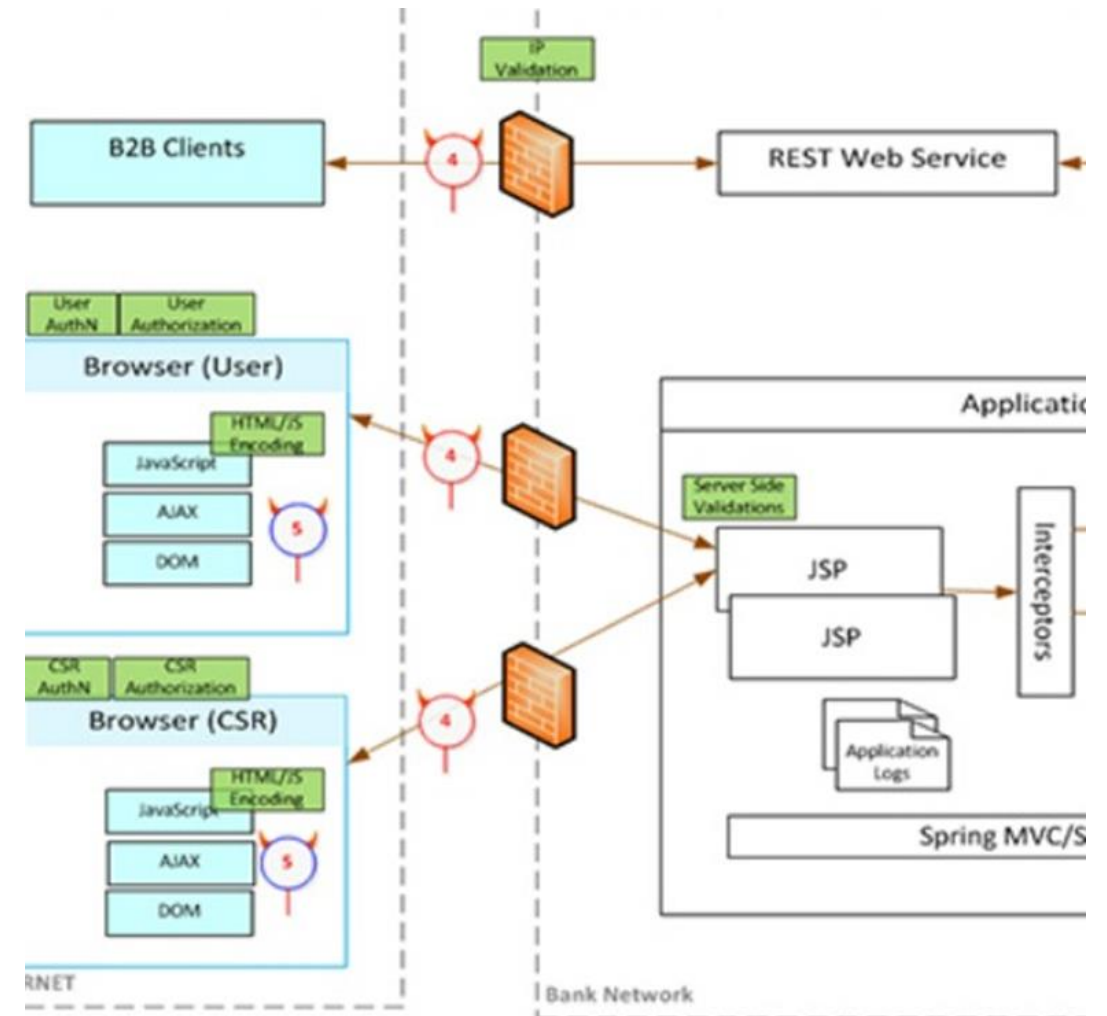 IP
Validation
B2B Clients
4
REST Web Service
User
AuthN
User
Authorization
Browser (User)
HTML/JS
Encoding
JavaScript
AJAX
DOM
5
4
Applicatio
Server Side
Validations
JSP
JSP
Interceptors
CSR
AuthN
CSR
Authorization
Browser (CSR)
4
HTML/JS
Encoding
JavaScript
AJAX
DOM
5
Application
Logs
Spring MVC/S
RNET
Bank Network